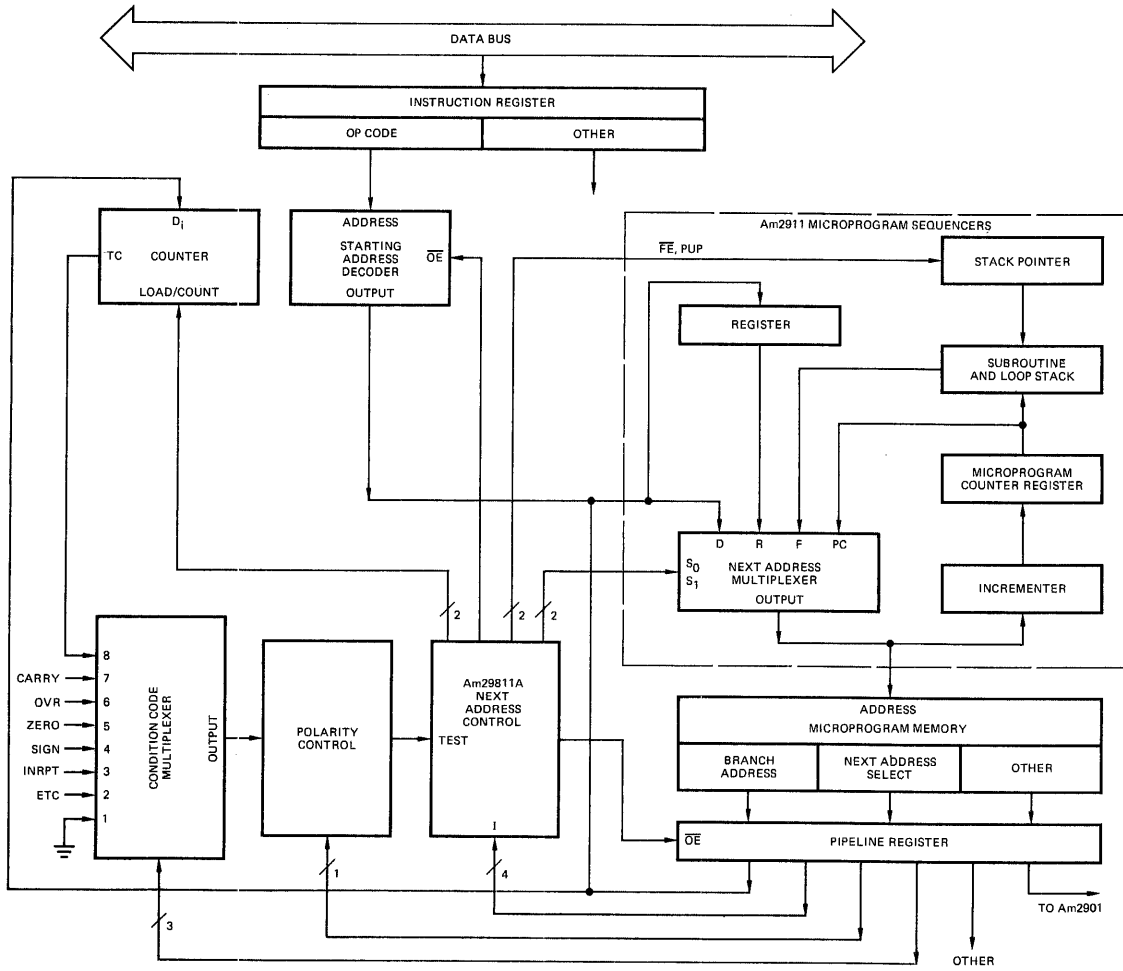 DATA BUS
INSTRUCTION REGISTER
OP CODE
OTHER
Di
TC
COUNTER
LOAD/COUNT
ADDRESS
STARTING
ADDRESS
DECODER
OE
OUTPUT
Am2911 MICROPROGRAM SEQUENCERS
FE, PUP
STACK POINTER
REGISTER
SUBROUTINE
AND LOOP STACK
MICROPROGRAM
COUNTER REGISTER
D
R
F
PC
S0
S1
NEXT ADDRESS
MULTIPLEXER
OUTPUT
INCREMENTER
2
2
2
8
CARRY
7
OVR
6
ZERO
5
SIGN
4
INRPT
3
ETC
2
1
CONDITION CODE
MULTIPLEXER
OUTPUT
POLARITY
CONTROL
Am29811A
NEXT
ADDRESS
CONTROL
TEST
I
ADDRESS
MICROPROGRAM MEMORY
BRANCH
ADDRESS
NEXT ADDRESS
SELECT
OTHER
OE
PIPELINE REGISTER
1
4
3
TO Am2901
OTHER